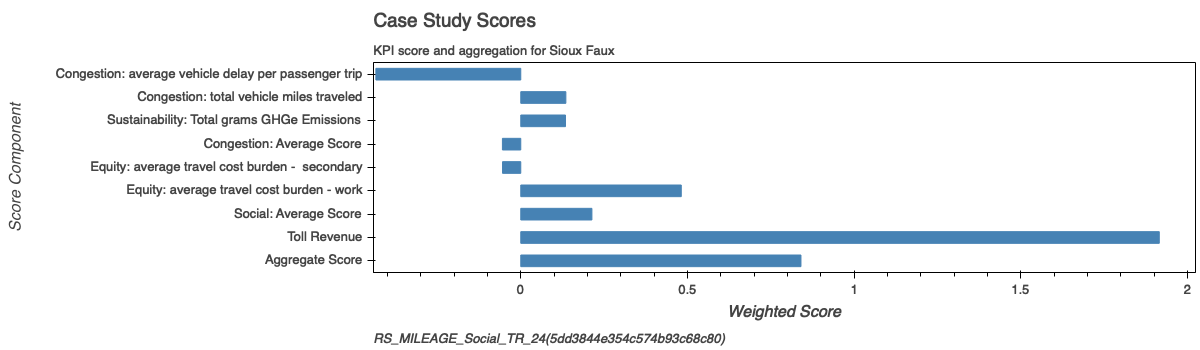 Case Study Scores
KPI score and aggregation for Sioux Faux
Score Component
Congestion: average vehicle delay per passenger trip
Congestion: total vehicle miles traveled
Sustainability: Total grams GHGe Emissions
Congestion: Average Score
Equity: average travel cost burden -  secondary
Equity: average travel cost burden - work
Social: Average Score
Toll Revenue
Aggregate Score
0 0.5 1 1.5 2
Weighted Score
RS_MILEAGE_Social_TR_24(5dd3844e354c574b93c68c80)